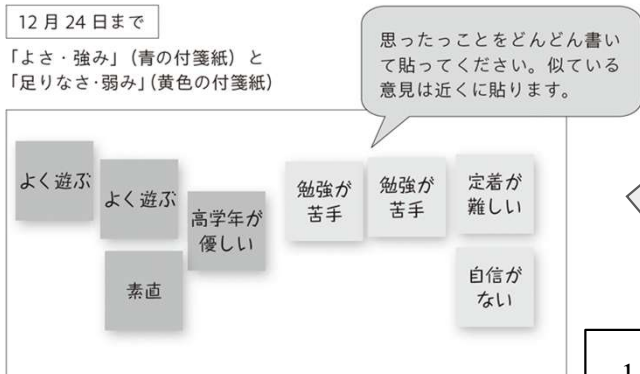 12月24日まで
「よさ・強み」(青の付箋紙)と
「足りなさ・弱み」(黄色の付箋紙)
思ったっことをどんどん書い
て貼ってください。似ている
意見は近くに貼ります。
よく遊ぶ
よく遊ぶ
高学年が
優しい
素直
勉強が
苦手
勉強が
苦手
定着が
難しい
自信が
ない
1